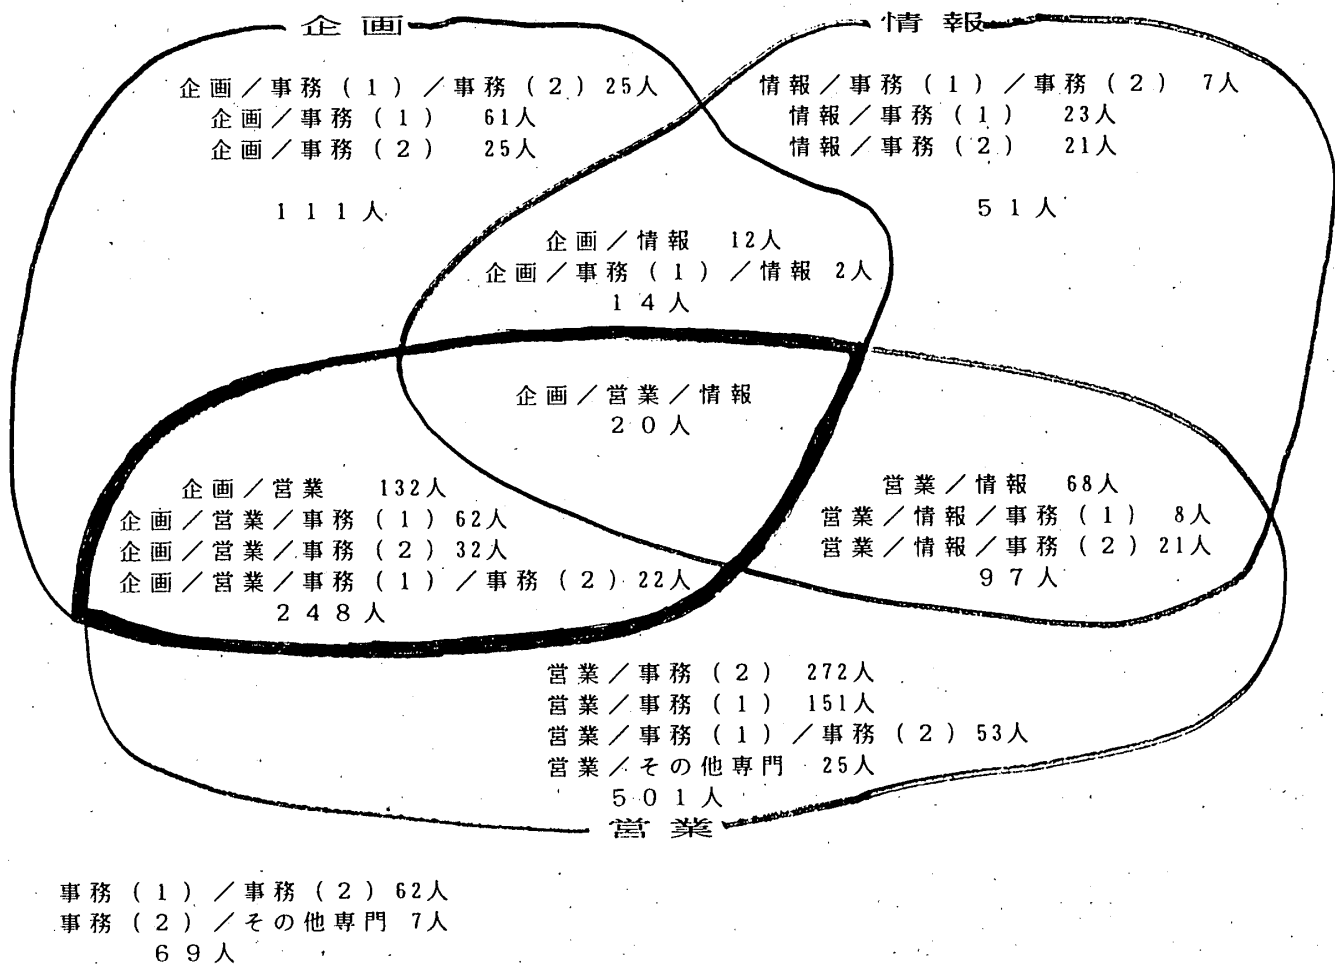 企画
情報
企画／事務（1）／事務（2）25人
企画／事務（1） 61人
企画／事務（2） 25人
111人
情報／事務（1）／事務（2） 7人
情報／事務（1） 23人
情報／事務（2） 21人
51人
企画／情報 12人
企画／事務（1）／情報 2人
14人
企画／営業／情報
20人
企画／営業 132人
企画／営業／事務（1）62人
企画／営業／事務（2）32人
企画／営業／事務（1）／事務（2）22人
248人
営業／情報 68人
営業／情報／事務（1） 8人
営業／情報／事務（2）21人
97人
営業／事務（2） 272人
営業／事務（1） 151人
営業／事務（1）／事務（2）53人
営業／その他専門 25人
501人
営業
事務（1）／事務（2）62人
事務（2）／その他専門 7人
69人